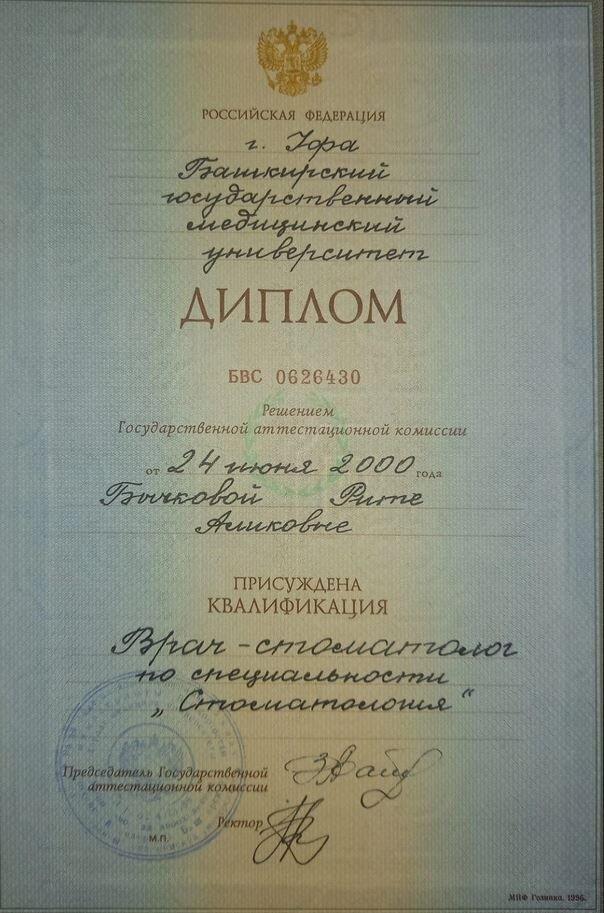 РОССИЙСКАЯ ФЕДЕРАЦИЯ
г. Уфа
Башкирский
государственный
медицинский
университет
ДИПЛОМ
БВС 0626430
Решением
Государственной аттестационной комиссии
от 24 июня 2000 года
Бычковой Рите
Аликовне
ПРИСУЖДЕНА
КВАЛИФИКАЦИЯ
Врач-стоматолог
по специальности
„Стоматология“
Председатель Государственной
аттестационной комиссии
Ректор
М.П.
МПФ Гознака. 1996.